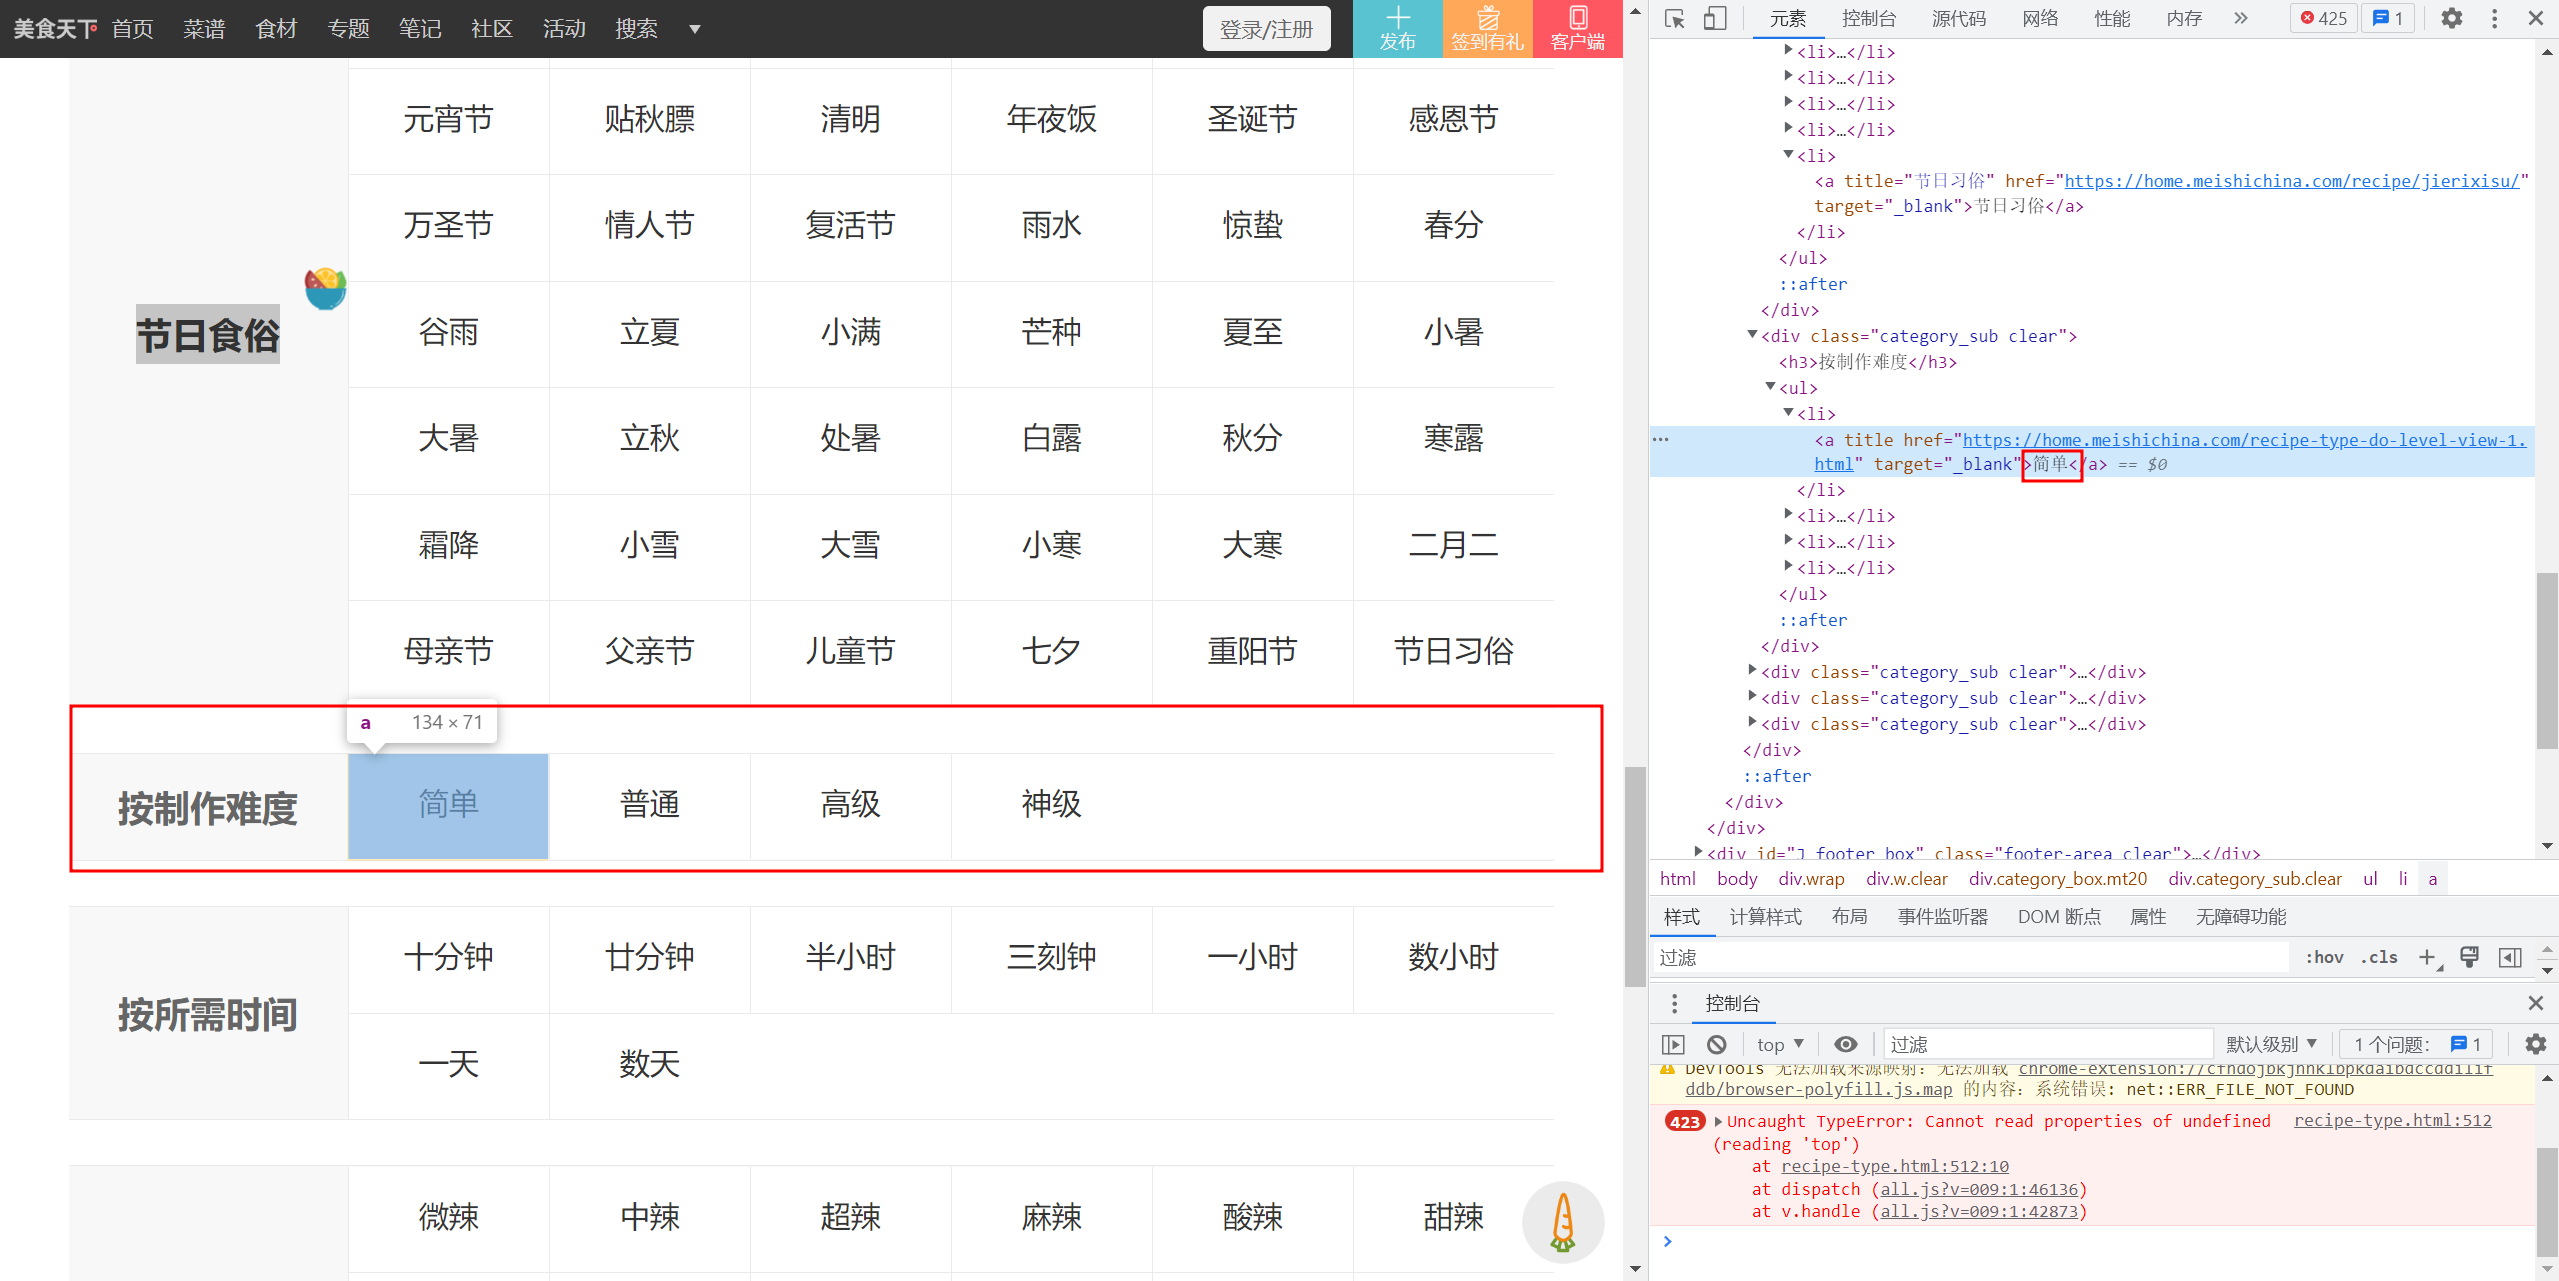 美食天下 首页 菜谱 食材 专题 笔记 社区 活动 搜索 ▼ 登录/注册 发布 签到有礼 客户端
元宵节 贴秋膘 清明 年夜饭 圣诞节 感恩节
万圣节 情人节 复活节 雨水 惊蛰 春分
节日食俗
谷雨 立夏 小满 芒种 夏至 小暑
大暑 立秋 处暑 白露 秋分 寒露
霜降 小雪 大雪 小寒 大寒 二月二
母亲节 父亲节 儿童节 七夕 重阳节 节日习俗
a 134 × 71
按制作难度 简单 普通 高级 神级
按所需时间
十分钟 廿分钟 半小时 三刻钟 一小时 数小时
一天 数天
微辣 中辣 超辣 麻辣 酸辣 甜辣
元素 控制台 源代码 网络 性能 内存 » 425 1
▶<li>…</li>
▶<li>…</li>
▶<li>…</li>
▶<li>…</li>
▼<li>
<a title="节日习俗" href="https://home.meishichina.com/recipe/jierixisu/"
target="_blank">节日习俗</a>
</li>
</ul>
::after
</div>
▼<div class="category_sub clear">
<h3>按制作难度</h3>
▼<ul>
▼<li>
… <a title href="https://home.meishichina.com/recipe-type-do-level-view-1.
html" target="_blank">简单</a> == $0
</li>
▶<li>…</li>
▶<li>…</li>
▶<li>…</li>
</ul>
::after
</div>
▶<div class="category_sub clear">…</div>
▶<div class="category_sub clear">…</div>
▶<div class="category_sub clear">…</div>
</div>
::after
</div>
</div>
▶<div id="J_footer_box" class="footer-area clear">…</div>
html body div.wrap div.w.clear div.category_box.mt20 div.category_sub.clear ul li a
样式 计算样式 布局 事件监听器 DOM 断点 属性 无障碍功能
过滤 :hov .cls
控制台
top ▼ 过滤 默认级别 ▼ 1 个问题: 1
DevTools 无法加载来源映射: 无法加载
ddb/browser-polyfill.js.map 的内容: 系统错误: net::ERR_FILE_NOT_FOUND
423 ▶Uncaught TypeError: Cannot read properties of undefined recipe-type.html:512
(reading 'top')
at recipe-type.html:512:10
at dispatch (all.js?v=009:1:46136)
at v.handle (all.js?v=009:1:42873)